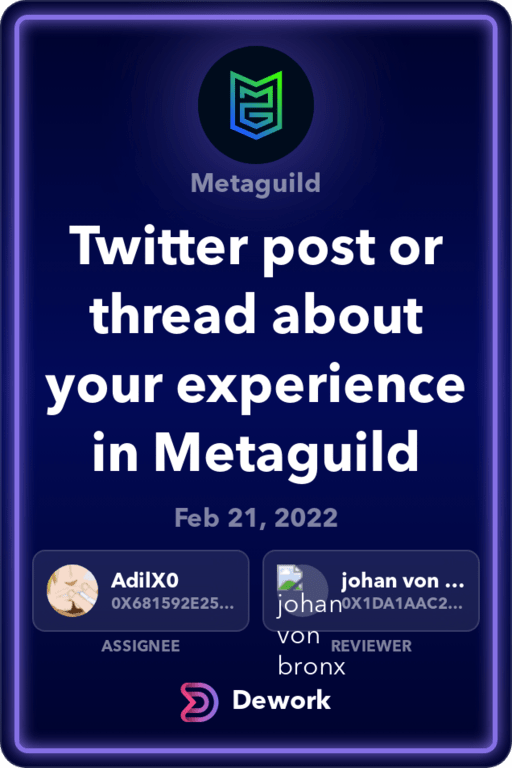 Metaguild
Twitter post or
thread about
your experience
in Metaguild
Feb 21, 2022
AdilX0
0X681592E25...
johan von ...
0X1DA1AAC2...
johan
von
bronx
ASSIGNEE
REVIEWER
Dework